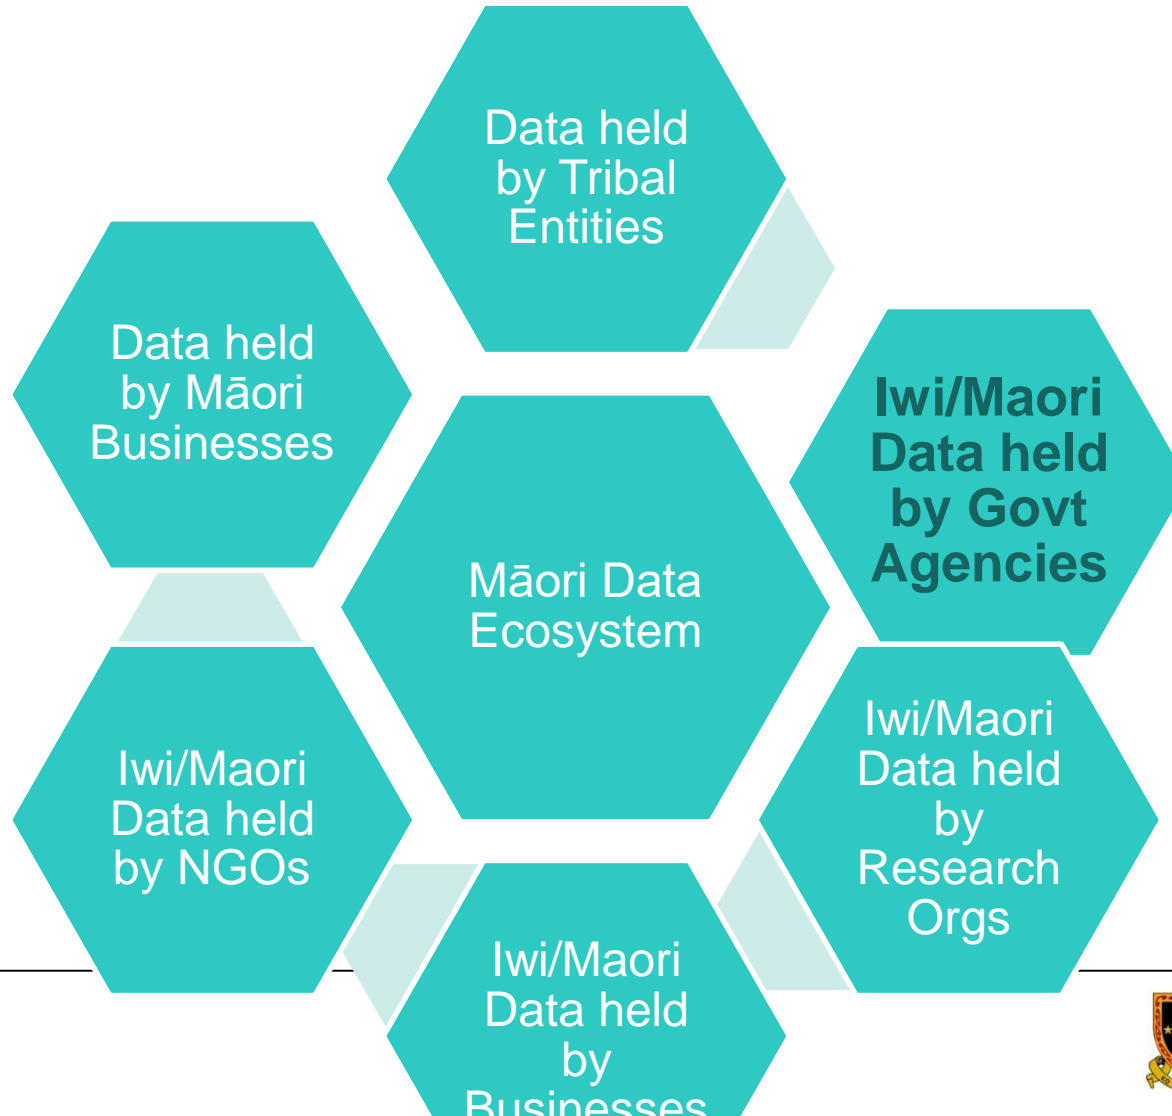 Data held
by Tribal
Entities
Data held
by Māori
Businesses
Iwi/Maori
Data held
by Govt
Agencies
Māori Data
Ecosystem
Iwi/Maori
Data held
by NGOs
Iwi/Maori
Data held
by
Research
Orgs
Iwi/Maori
Data held
by
Businesses